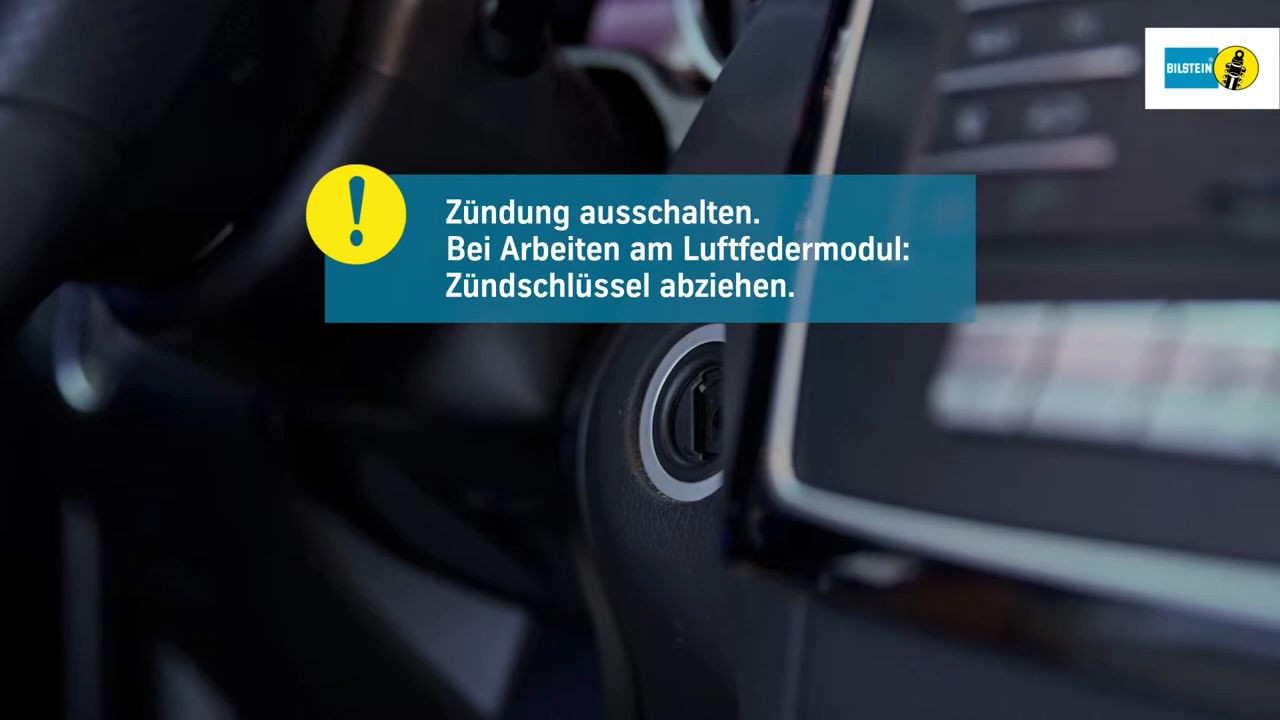 BILSTEIN®
Zündung ausschalten.
Bei Arbeiten am Luftfedermodul:
Zündschlüssel abziehen.